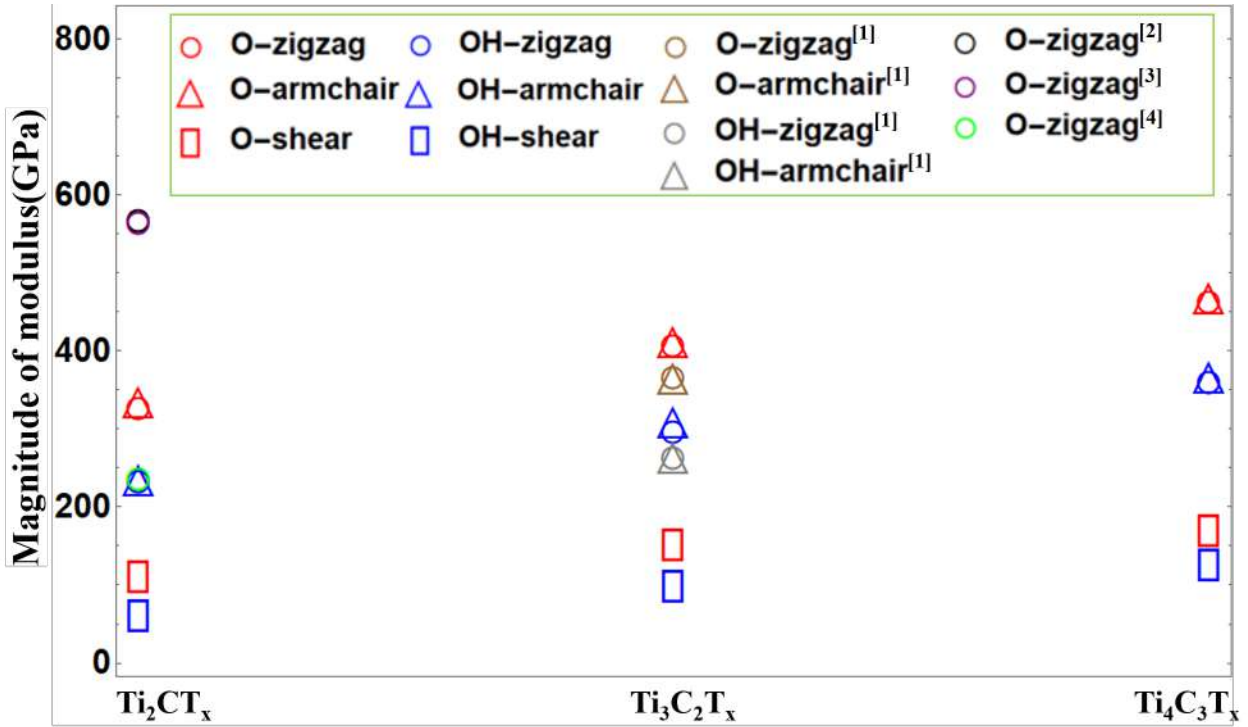 Magnitude of modulus(GPa)
800
600
400
200
0
O−zigzag
O−armchair
O−shear
OH−zigzag
OH−armchair
OH−shear
O−zigzag[1]
O−armchair[1]
OH−zigzag[1]
OH−armchair[1]
O−zigzag[2]
O−zigzag[3]
O−zigzag[4]
Ti₂CTₓ
Ti₃C₂Tₓ
Ti₄C₃Tₓ